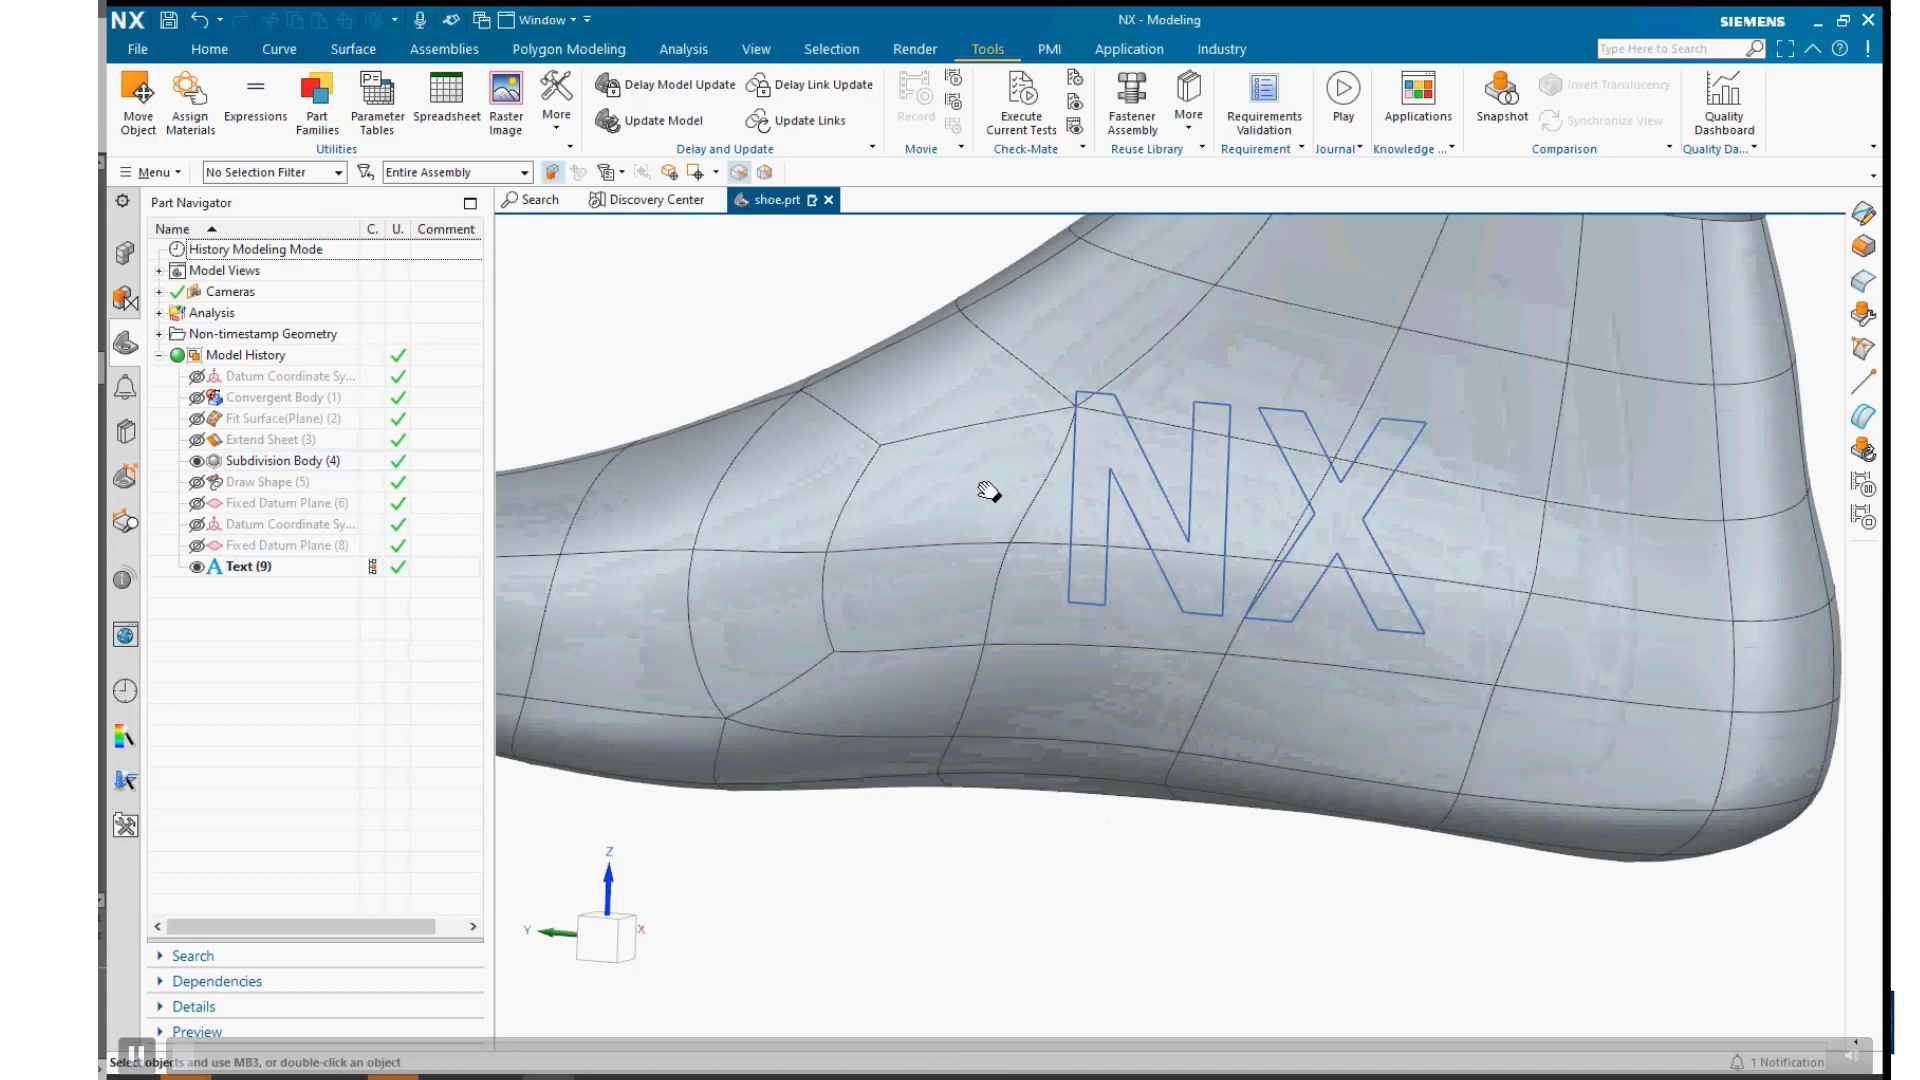 NX Window NX - Modeling SIEMENS
File Home Curve Surface Assemblies Polygon Modeling Analysis View Selection Render Tools PMI Application Industry Type Here to Search
Move Object
Assign Materials
Expressions
Part Families
Parameter Tables
Spreadsheet
Raster Image
More
Delay Model Update
Delay Link Update
Update Model
Update Links
Record
Execute Current Tests
Fastener Assembly
More
Requirements Validation
Play
Applications
Snapshot
Invert Translucency
Synchronize View
Quality Dashboard
Utilities Delay and Update Movie Check-Mate Reuse Library Requirement Journal Knowledge ... Comparison Quality Da...
Menu No Selection Filter Entire Assembly
Part Navigator
Search Discovery Center shoe.prt
Name C. U. Comment
History Modeling Mode
Model Views
Cameras
Analysis
Non-timestamp Geometry
Model History
Datum Coordinate Sy...
Convergent Body (1)
Fit Surface(Plane) (2)
Extend Sheet (3)
Subdivision Body (4)
Draw Shape (5)
Fixed Datum Plane (6)
Datum Coordinate Sy...
Fixed Datum Plane (8)
Text (9)
NX
Z
Y X
Search
Dependencies
Details
Preview
Select objects and use MB3, or double-click an object 1 Notification